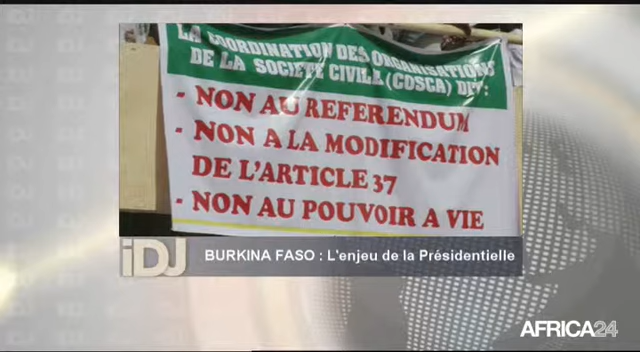 LA COORDINATION DES ORGANISATIONS
DE LA SOCIETE CIVILE (COSCA) DIT :
- NON AU REFERENDUM
- NON A LA MODIFICATION
DE L'ARTICLE 37
- NON AU POUVOIR A VIE
iDJ
BURKINA FASO : L'enjeu de la Présidentielle
AFRICA24